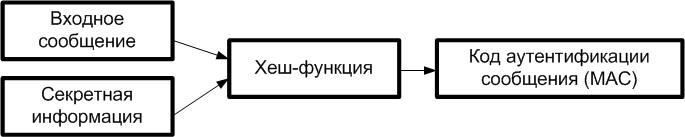 Входное
сообщение
Секретная
информация
Хеш-функция
Код аутентификации
сообщения (MAC)